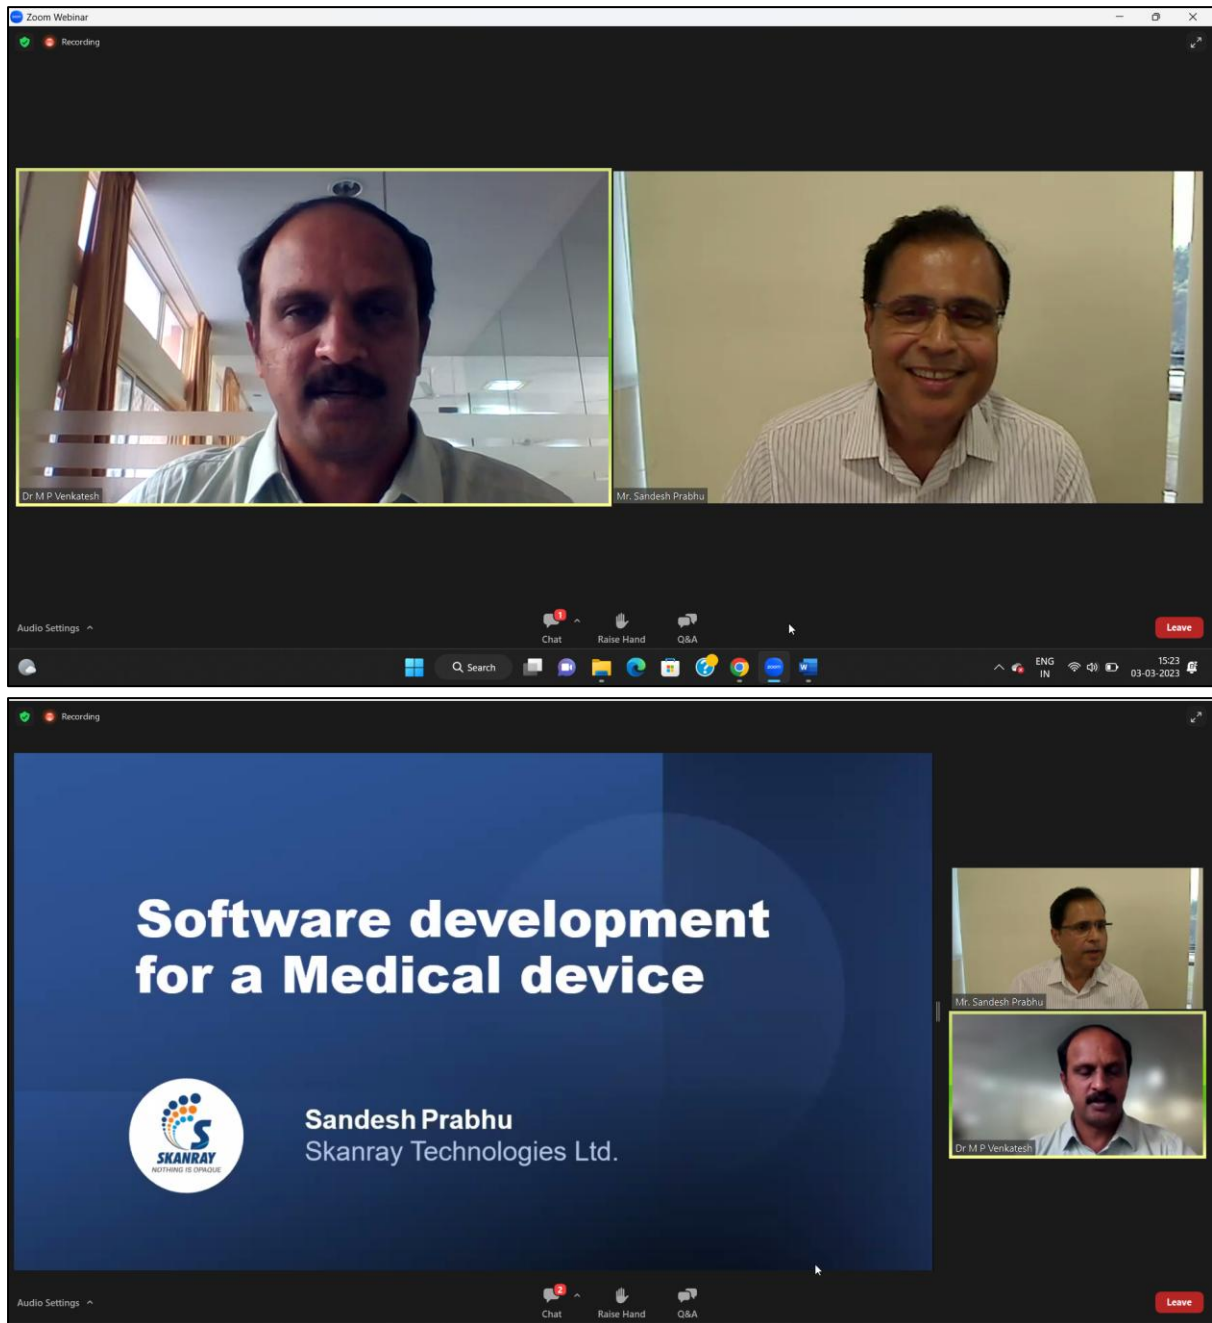 Zoom Webinar
Recording
Dr M P Venkatesh
Mr. Sandesh Prabhu
Audio Settings
1
Chat
Raise Hand
Q&A
Leave
Search
ENG
IN
15:23
03-03-2023
Recording
Software development
for a Medical device
SKANRAY
NOTHING IS OPAQUE
Sandesh Prabhu
Skanray Technologies Ltd.
Mr. Sandesh Prabhu
Dr M P Venkatesh
Audio Settings
2
Chat
Raise Hand
Q&A
Leave